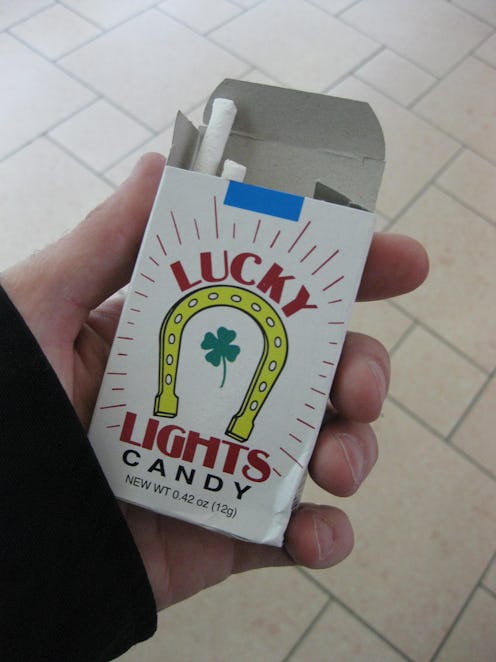 LUCKY
LIGHTS
CANDY
NEW WT 0.42 oz (12g)